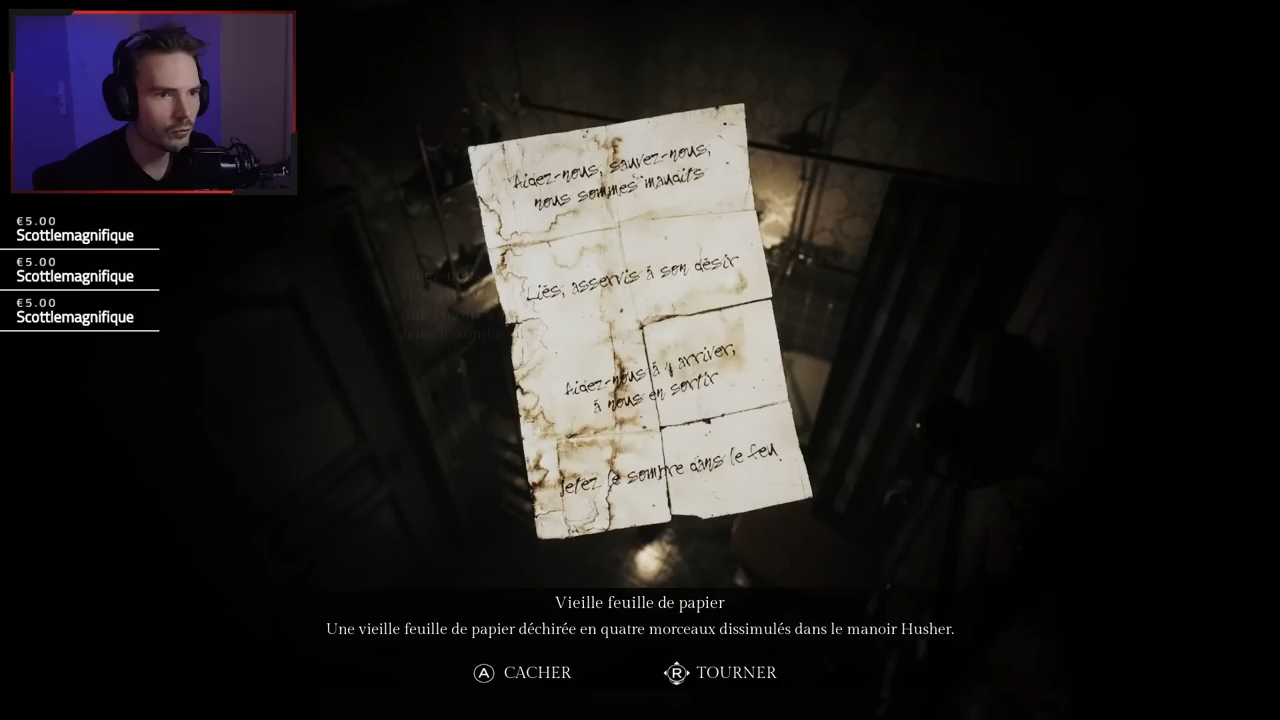 €5.00
Scottlemagnifique
€5.00
Scottlemagnifique
€5.00
Scottlemagnifique
Aidez-nous, sauvez-nous,
nous sommes maudits
Liés, asservis à son désir
Aidez-nous à y arriver,
à nous en sortir
Jetez le sombre dans le feu
Vieille feuille de papier
Une vieille feuille de papier déchirée en quatre morceaux dissimulés dans le manoir Husher.
A CACHER
R TOURNER